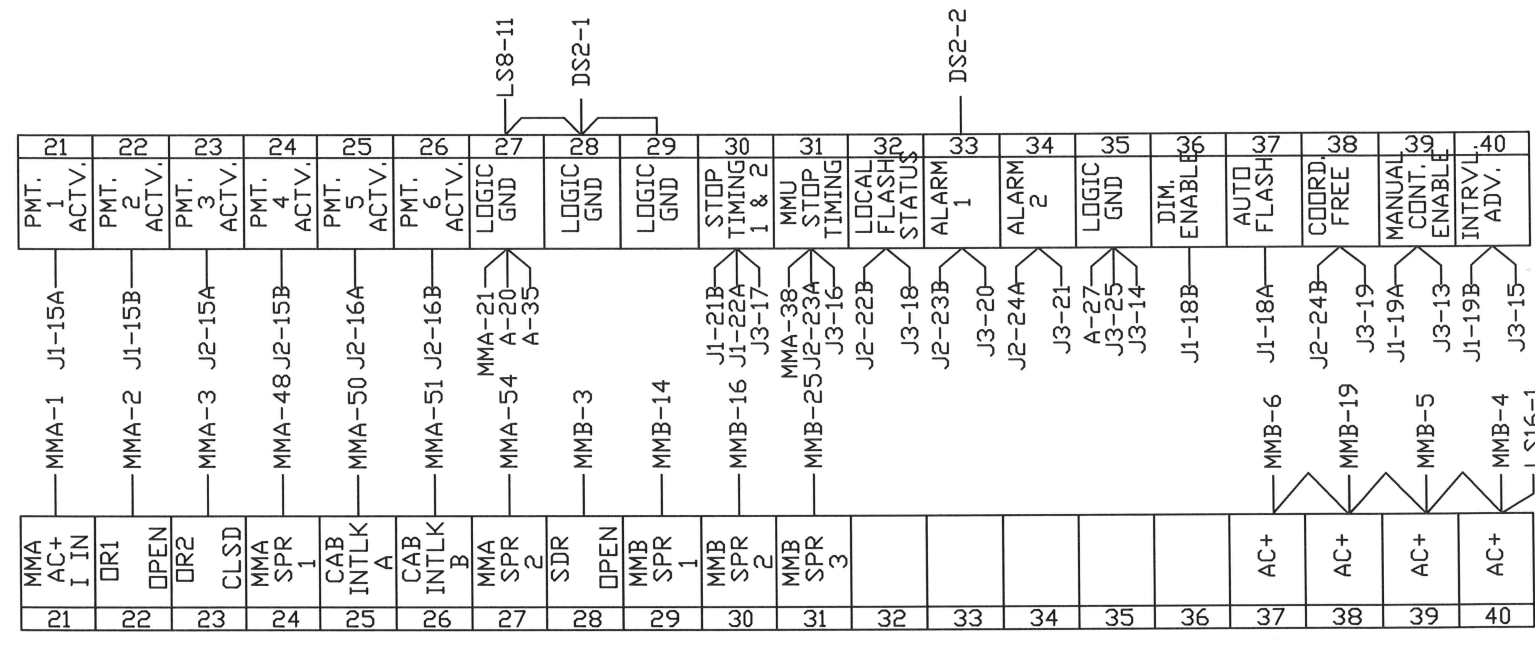 LS8-11
DS2-1
DS2-2
21 22 23 24 25 26 27 28 29 30 31 32 33 34 35 36 37 38 39 40
PMT. 1 ACTV.
PMT. 2 ACTV.
PMT. 3 ACTV.
PMT. 4 ACTV.
PMT. 5 ACTV.
PMT. 6 ACTV.
LOGIC GND
LOGIC GND
LOGIC GND
STOP TIMING 1 & 2
MMU STOP TIMING
LOCAL FLASH STATUS
ALARM 1
ALARM 2
LOGIC GND
DIM. ENABLE
AUTO FLASH
COORD. FREE
MANUAL CONT. ENABLE
INTRVL. ADV.
J1-15A
J1-15B
J2-15A
J2-15B
J2-16A
J2-16B
MMA-21
A-20
A-35
J1-21B
J1-22A
J3-17
MMA-38
J2-23A
J3-16
J2-22B
J3-18
J2-23B
J3-20
J2-24A
J3-21
A-27
J3-25
J3-14
J1-18B
J1-18A
J2-24B
J3-19
J1-19A
J3-13
J1-19B
J3-15
MMA-1
MMA-2
MMA-3
MMA-48
MMA-50
MMA-51
MMA-54
MMB-3
MMB-14
MMB-16
MMB-25
MMB-6
MMB-19
MMB-5
MMB-4
LS16-1
MMA AC+ I IN
OR1 OPEN
OR2 CLSD
MMA SPR 1
CAB INTLK A
CAB INTLK B
MMA SPR 2
SDR OPEN
MMB SPR 1
MMB SPR 2
MMB SPR 3
AC+
AC+
AC+
AC+
21 22 23 24 25 26 27 28 29 30 31 32 33 34 35 36 37 38 39 40